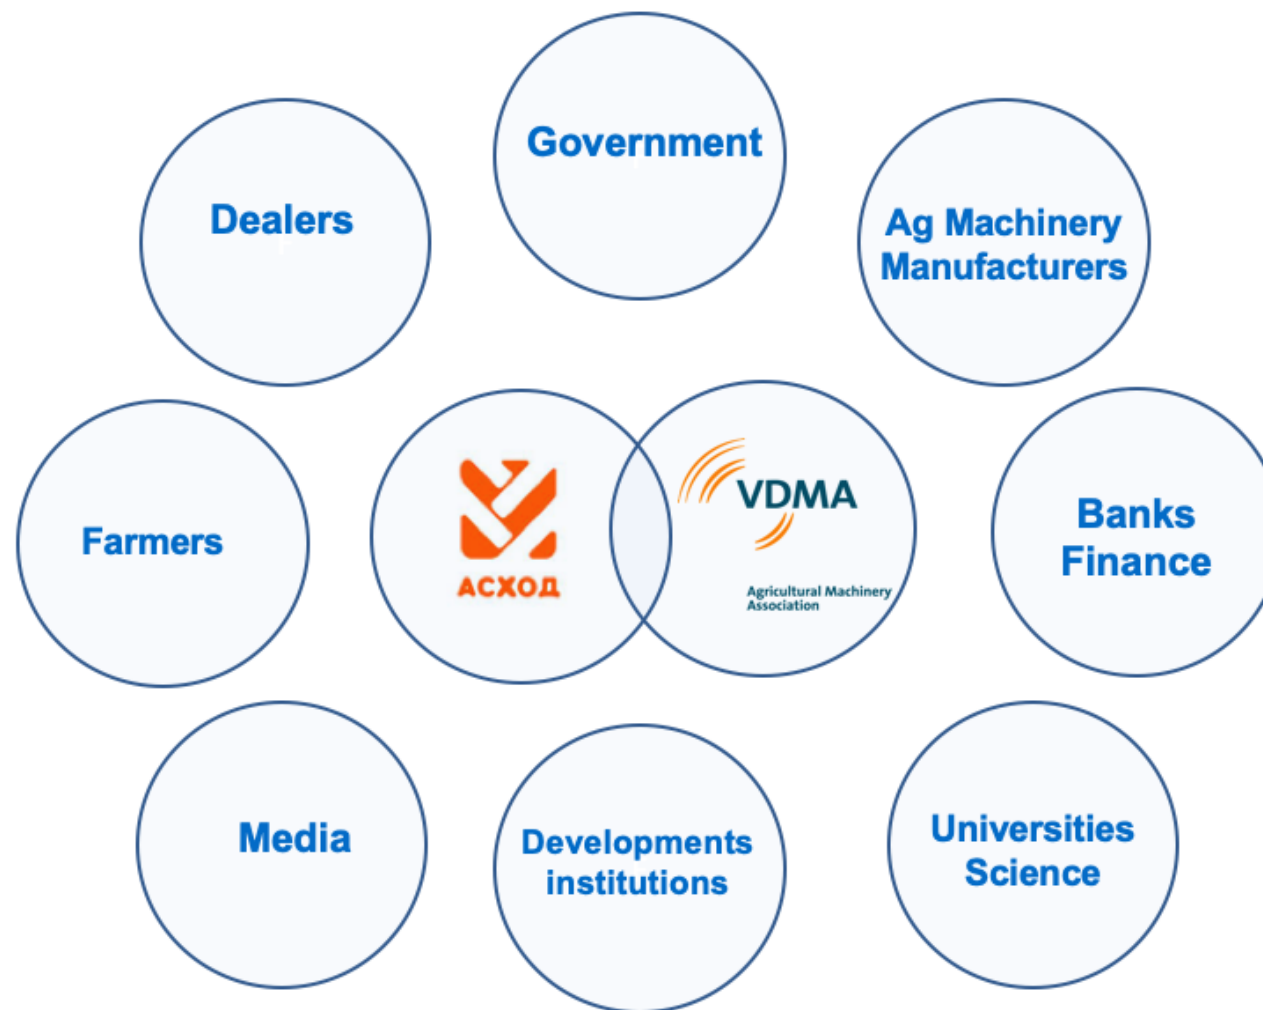 Government
Dealers
Ag Machinery
Manufacturers
АСХОД
VDMA
Agricultural Machinery
Association
Farmers
Banks
Finance
Media
Developments
institutions
Universities
Science